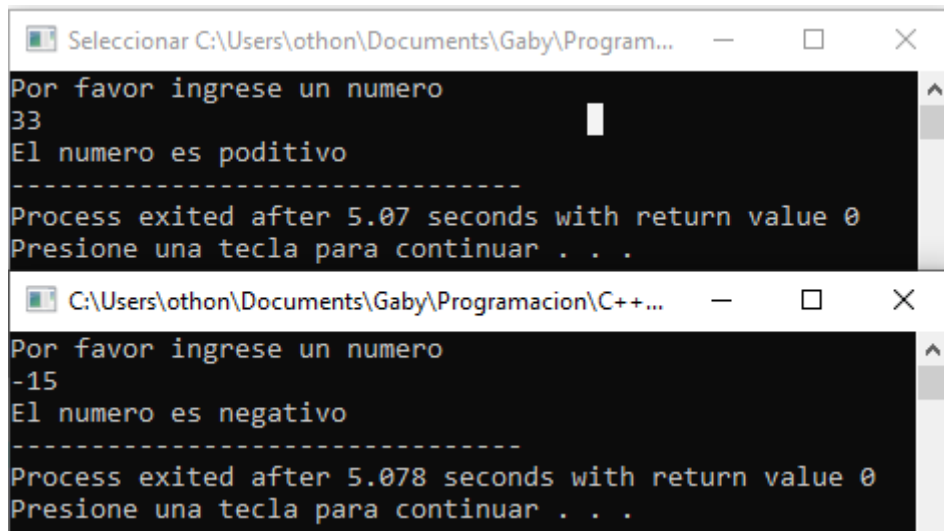 Seleccionar C:\Users\othon\Documents\Gaby\Program...
Por favor ingrese un numero
33
El numero es poditivo
--------------------------------
Process exited after 5.07 seconds with return value 0
Presione una tecla para continuar . . .
C:\Users\othon\Documents\Gaby\Programacion\C++...
Por favor ingrese un numero
-15
El numero es negativo
--------------------------------
Process exited after 5.078 seconds with return value 0
Presione una tecla para continuar . . .